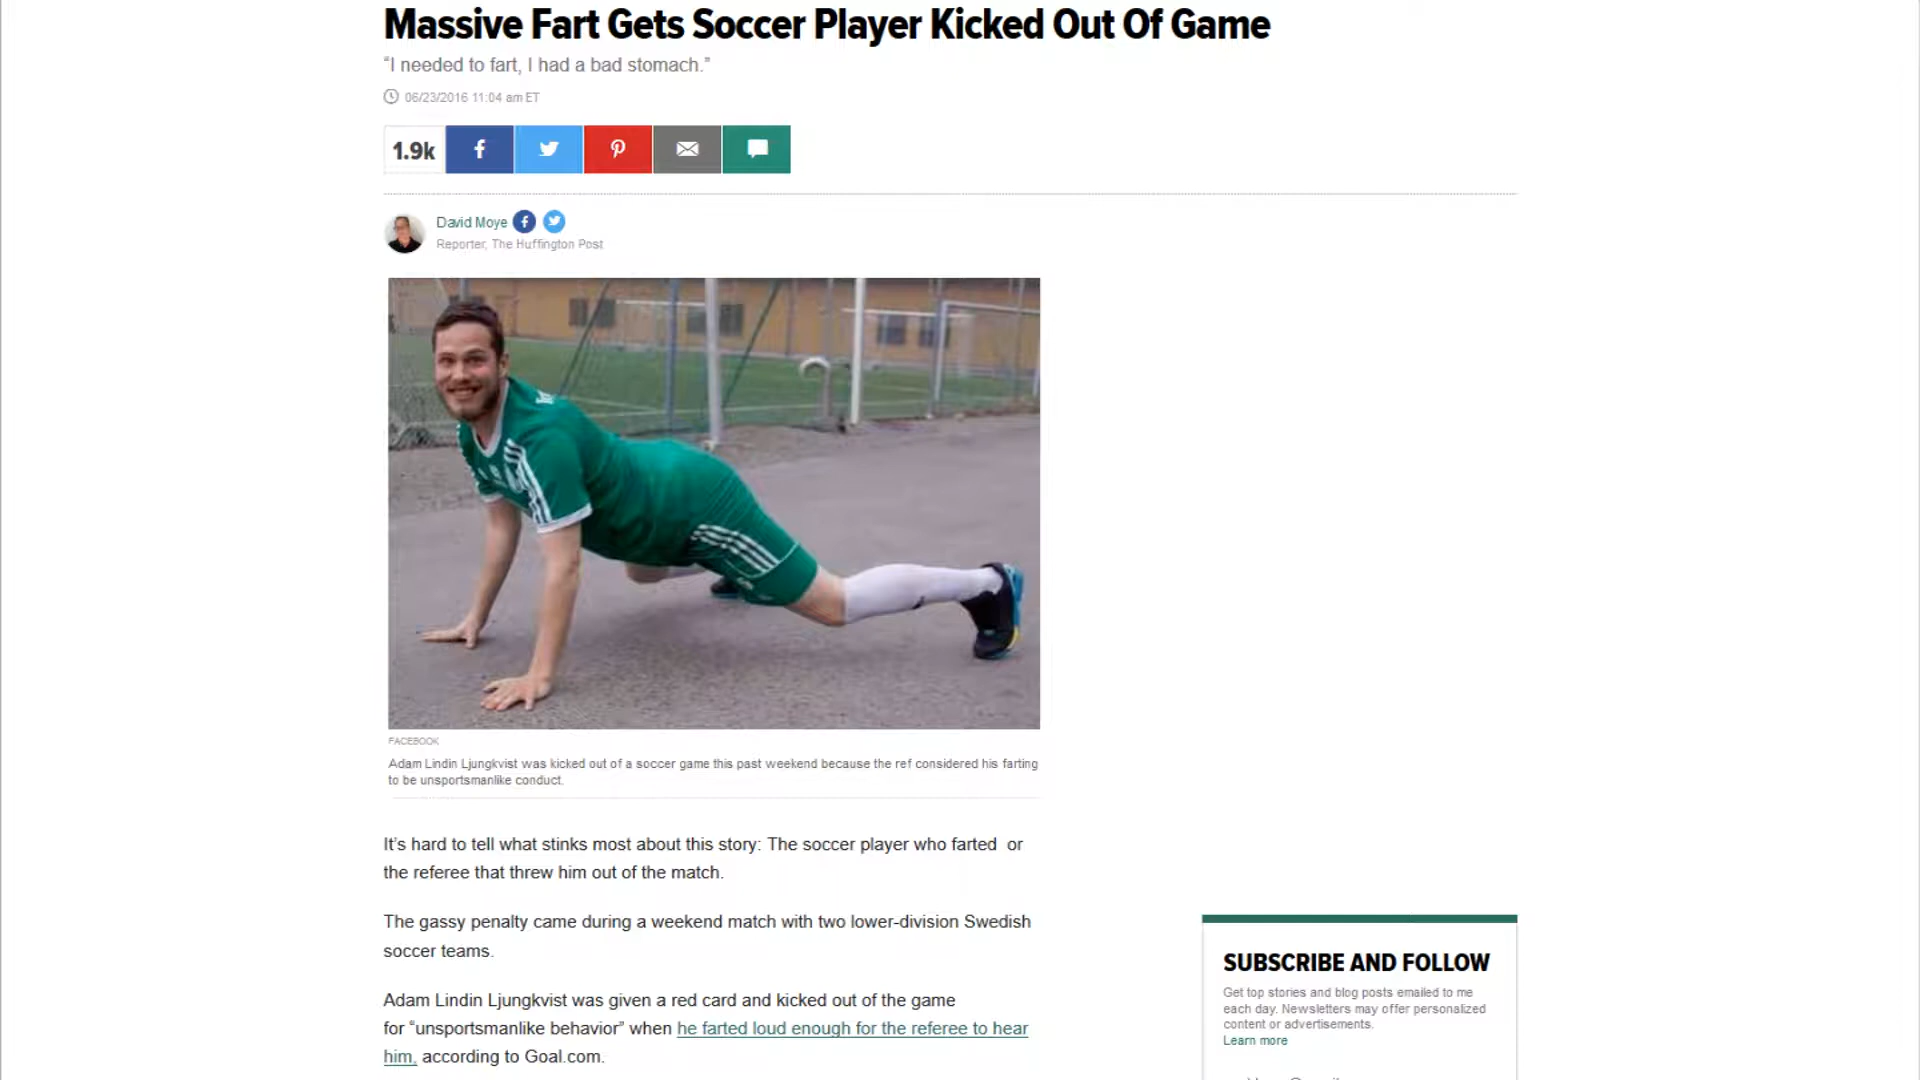 Massive Fart Gets Soccer Player Kicked Out Of Game
“I needed to fart, I had a bad stomach.”
06/23/2016 11:04 am ET
1.9k
David Moye
Reporter, The Huffington Post
FACEBOOK
Adam Lindin Ljungkvist was kicked out of a soccer game this past weekend because the ref considered his farting
to be unsportsmanlike conduct.
It’s hard to tell what stinks most about this story: The soccer player who farted or
the referee that threw him out of the match.
The gassy penalty came during a weekend match with two lower-division Swedish
soccer teams.
Adam Lindin Ljungkvist was given a red card and kicked out of the game
for “unsportsmanlike behavior” when he farted loud enough for the referee to hear
him, according to Goal.com.
SUBSCRIBE AND FOLLOW
Get top stories and blog posts emailed to me
each day. Newsletters may offer personalized
content or advertisements.
Learn more